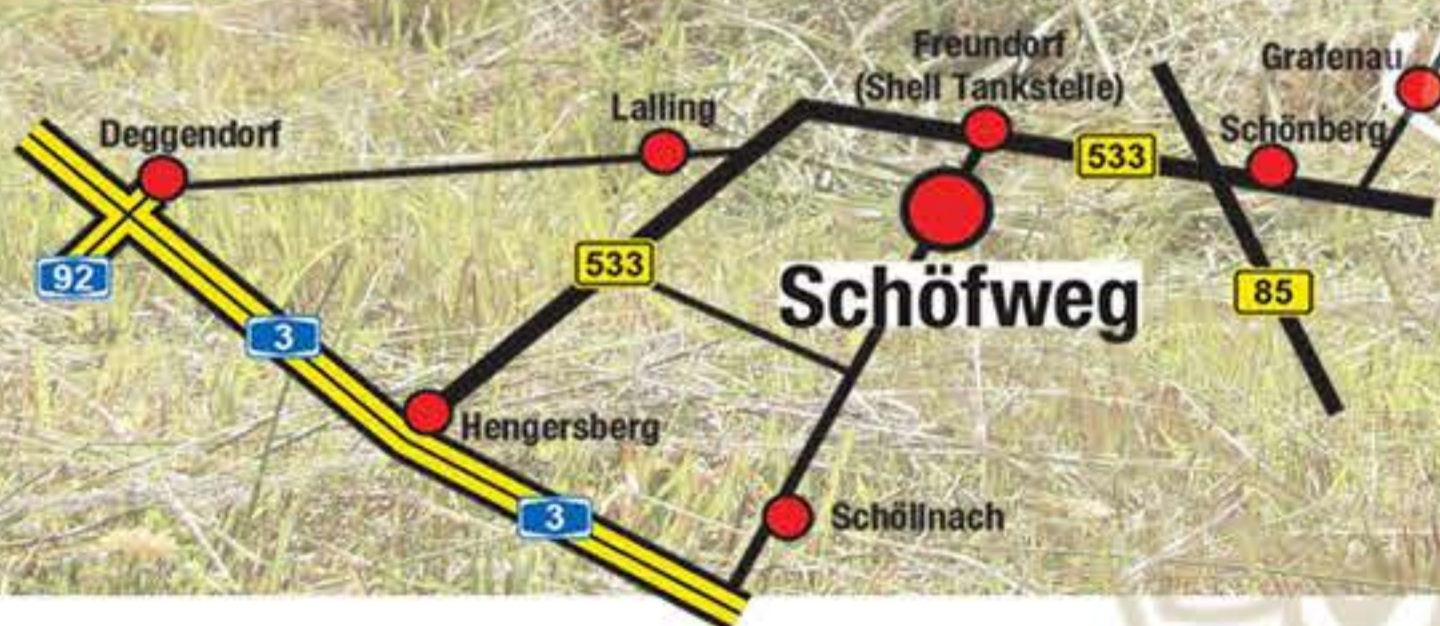 Freundorf
(Shell Tankstelle)
Grafenau
Lalling
Deggendorf
Schönberg
533
533
92
Schöfweg
85
3
Hengersberg
3
Schöllnach